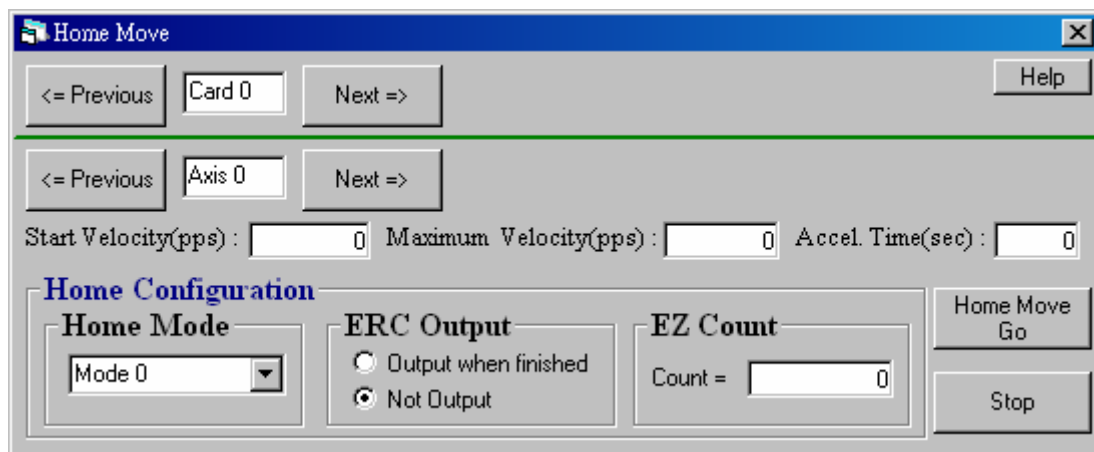 Home Move
<= Previous Card 0 Next => Help
<= Previous Axis 0 Next =>
Start Velocity(pps) : 0 Maximum Velocity(pps) : 0 Accel. Time(sec) : 0
Home Configuration
Home Mode
Mode 0
ERC Output
Output when finished
Not Output
EZ Count
Count = 0
Home Move
Go
Stop